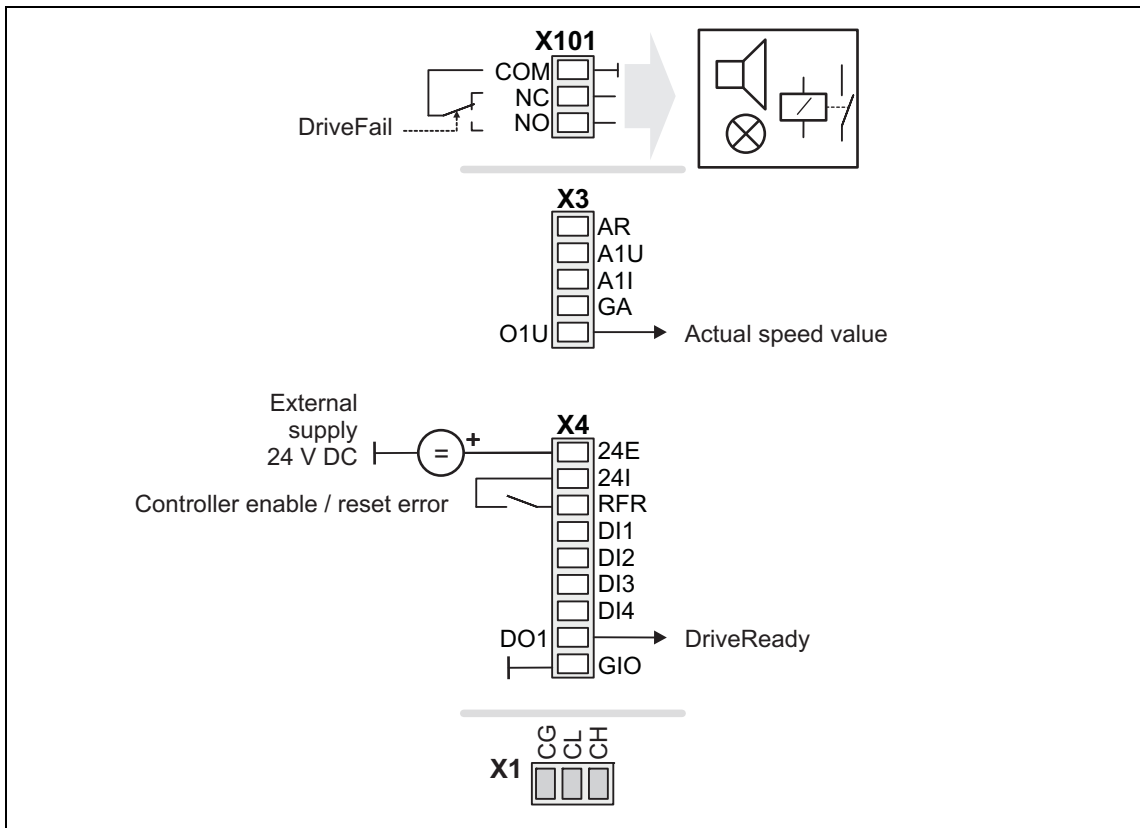 X101
COM
NC
NO
DriveFail
X3
AR
A1U
A1I
GA
O1U
Actual speed value
External
supply
24 V DC
=
+
X4
24E
24I
Controller enable / reset error
RFR
DI1
DI2
DI3
DI4
DO1
DriveReady
GIO
X1
CG
CL
CH